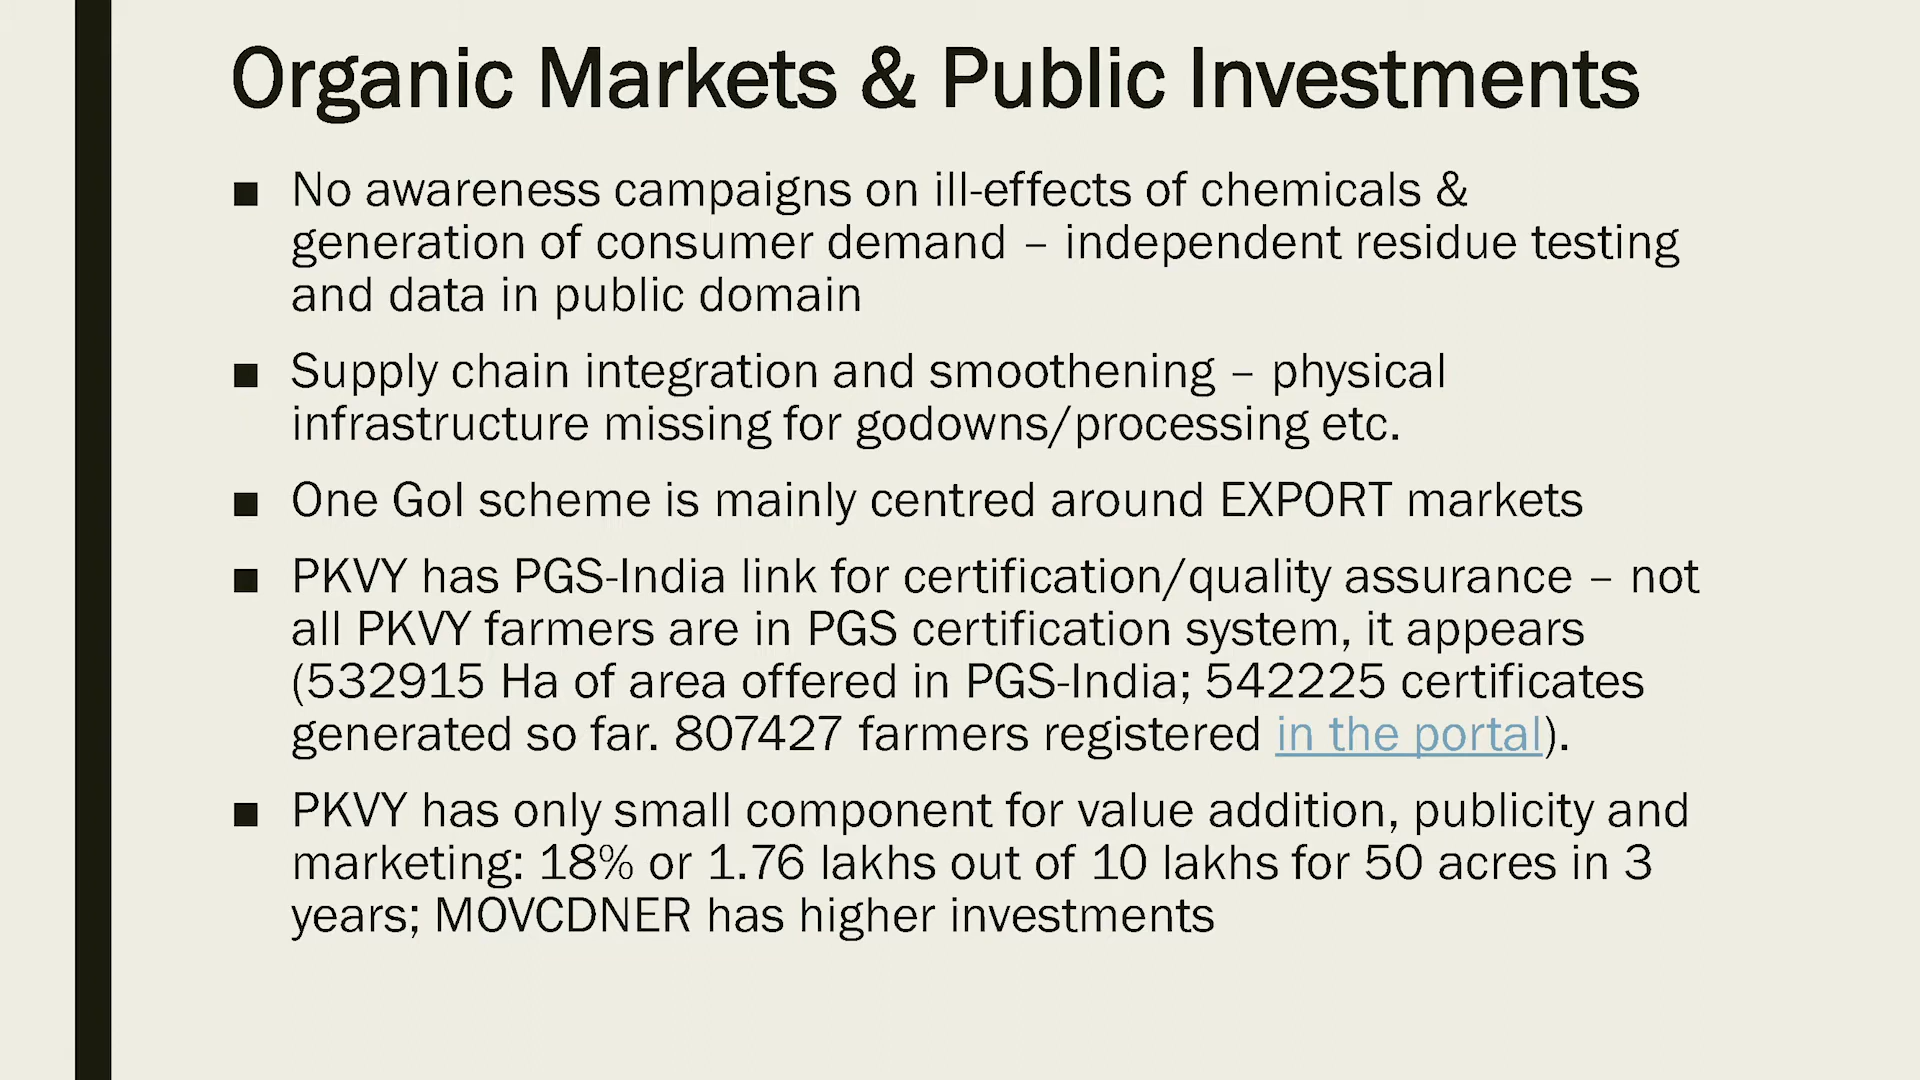 Organic Markets & Public Investments
■ No awareness campaigns on ill-effects of chemicals &
generation of consumer demand – independent residue testing
and data in public domain
■ Supply chain integration and smoothening – physical
infrastructure missing for godowns/processing etc.
■ One GoI scheme is mainly centred around EXPORT markets
■ PKVY has PGS-India link for certification/quality assurance – not
all PKVY farmers are in PGS certification system, it appears
(532915 Ha of area offered in PGS-India; 542225 certificates
generated so far. 807427 farmers registered in the portal).
■ PKVY has only small component for value addition, publicity and
marketing: 18% or 1.76 lakhs out of 10 lakhs for 50 acres in 3
years; MOVCDNER has higher investments